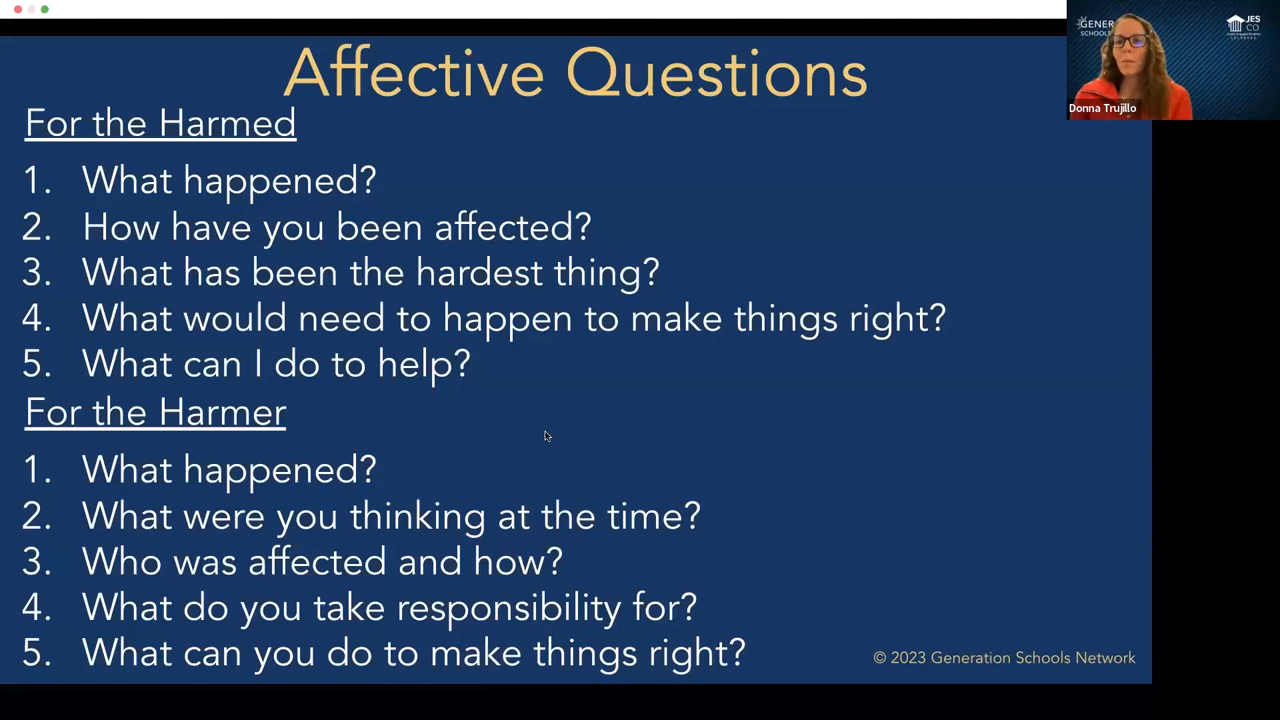 Affective Questions
For the Harmed
1. What happened?
2. How have you been affected?
3. What has been the hardest thing?
4. What would need to happen to make things right?
5. What can I do to help?
For the Harmer
1. What happened?
2. What were you thinking at the time?
3. Who was affected and how?
4. What do you take responsibility for?
5. What can you do to make things right?
© 2023 Generation Schools Network
GENER
SCHOOLS
JES
CO
Donna Trujillo